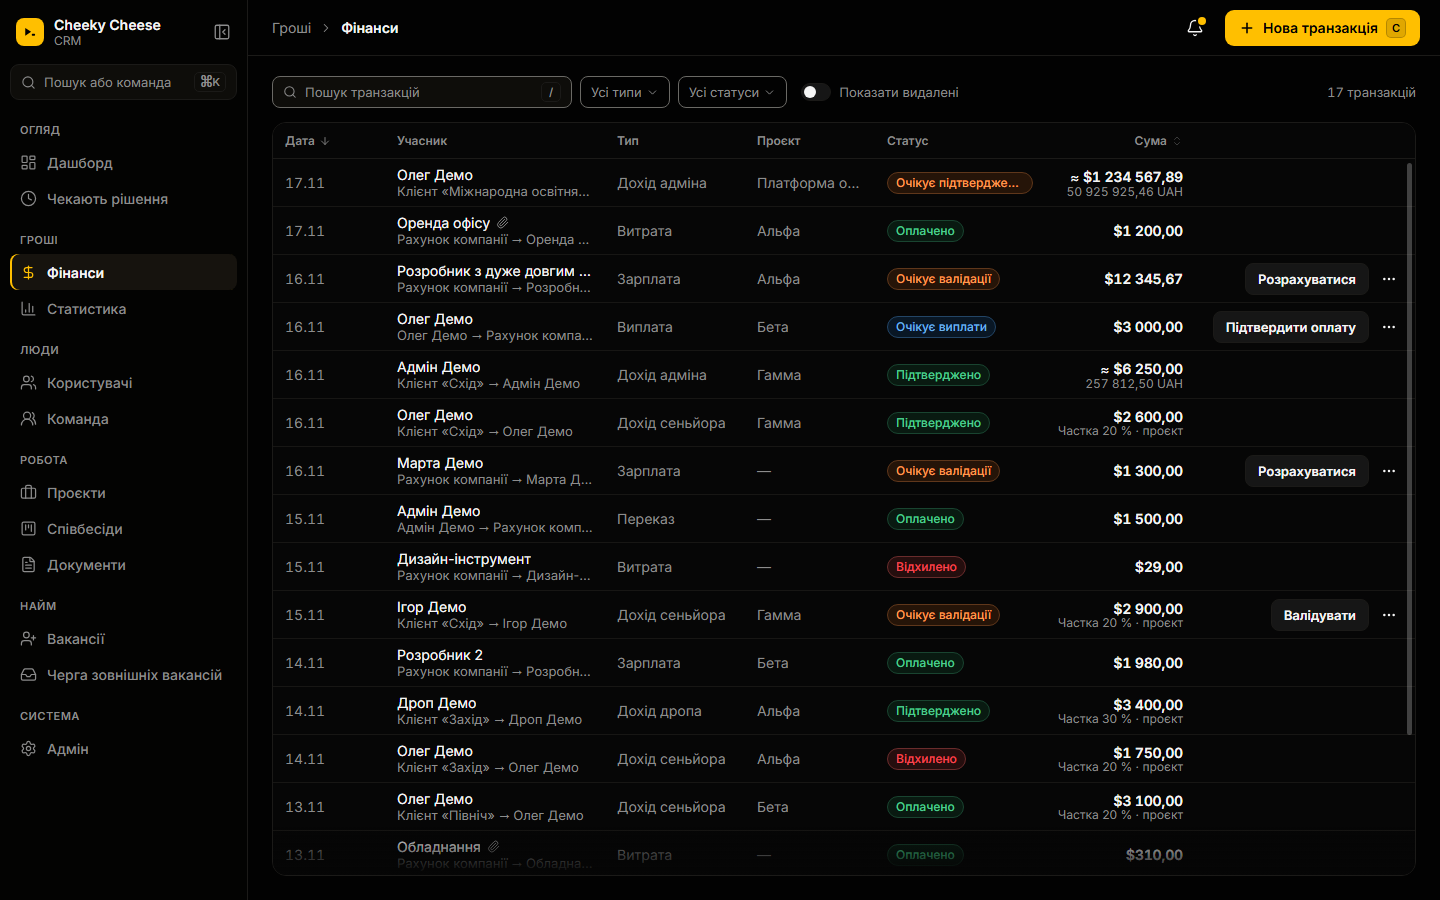 Cheeky Cheese
CRM
Пошук або команда ⌘K
ОГЛЯД
Дашборд
Чекають рішення
ГРОШІ
Фінанси
Статистика
ЛЮДИ
Користувачі
Команда
РОБОТА
Проєкти
Співбесіди
Документи
НАЙМ
Вакансії
Черга зовнішніх вакансій
СИСТЕМА
Адмін
Гроші > Фінанси
+ Нова транзакція C
Пошук транзакцій /
Усі типи
Усі статуси
Показати видалені
17 транзакцій
Дата ↓ Учасник Тип Проєкт Статус Сума
17.11 Олег Демо Дохід адміна Платформа о... Очікує підтвердже... ≈ $1 234 567,89
Клієнт «Міжнародна освітня... 50 925 925,46 UAH
17.11 Оренда офісу Витрата Альфа Оплачено $1 200,00
Рахунок компанії → Оренда ...
16.11 Розробник з дуже довгим ... Зарплата Альфа Очікує валідації $12 345,67 Розрахуватися ...
Рахунок компанії → Розробн...
16.11 Олег Демо Виплата Бета Очікує виплати $3 000,00 Підтвердити оплату ...
Олег Демо → Рахунок компа...
16.11 Адмін Демо Дохід адміна Гамма Підтверджено ≈ $6 250,00
Клієнт «Схід» → Адмін Демо 257 812,50 UAH
16.11 Олег Демо Дохід сеньйора Гамма Підтверджено $2 600,00
Клієнт «Схід» → Олег Демо Частка 20 % · проєкт
16.11 Марта Демо Зарплата — Очікує валідації $1 300,00 Розрахуватися ...
Рахунок компанії → Марта Д...
15.11 Адмін Демо Переказ — Оплачено $1 500,00
Адмін Демо → Рахунок комп...
15.11 Дизайн-інструмент Витрата — Відхилено $29,00
Рахунок компанії → Дизайн-...
15.11 Ігор Демо Дохід сеньйора Гамма Очікує валідації $2 900,00 Валідувати ...
Клієнт «Схід» → Ігор Демо Частка 20 % · проєкт
14.11 Розробник 2 Зарплата Бета Оплачено $1 980,00
Рахунок компанії → Розробн...
14.11 Дроп Демо Дохід дропа Альфа Підтверджено $3 400,00
Клієнт «Захід» → Дроп Демо Частка 30 % · проєкт
14.11 Олег Демо Дохід сеньйора Альфа Відхилено $1 750,00
Клієнт «Захід» → Олег Демо Частка 20 % · проєкт
13.11 Олег Демо Дохід сеньйора Бета Оплачено $3 100,00
Клієнт «Північ» → Олег Демо Частка 20 % · проєкт
13.11 Обладнання Витрата — Оплачено $310,00
Рахунок компанії → Обладна...